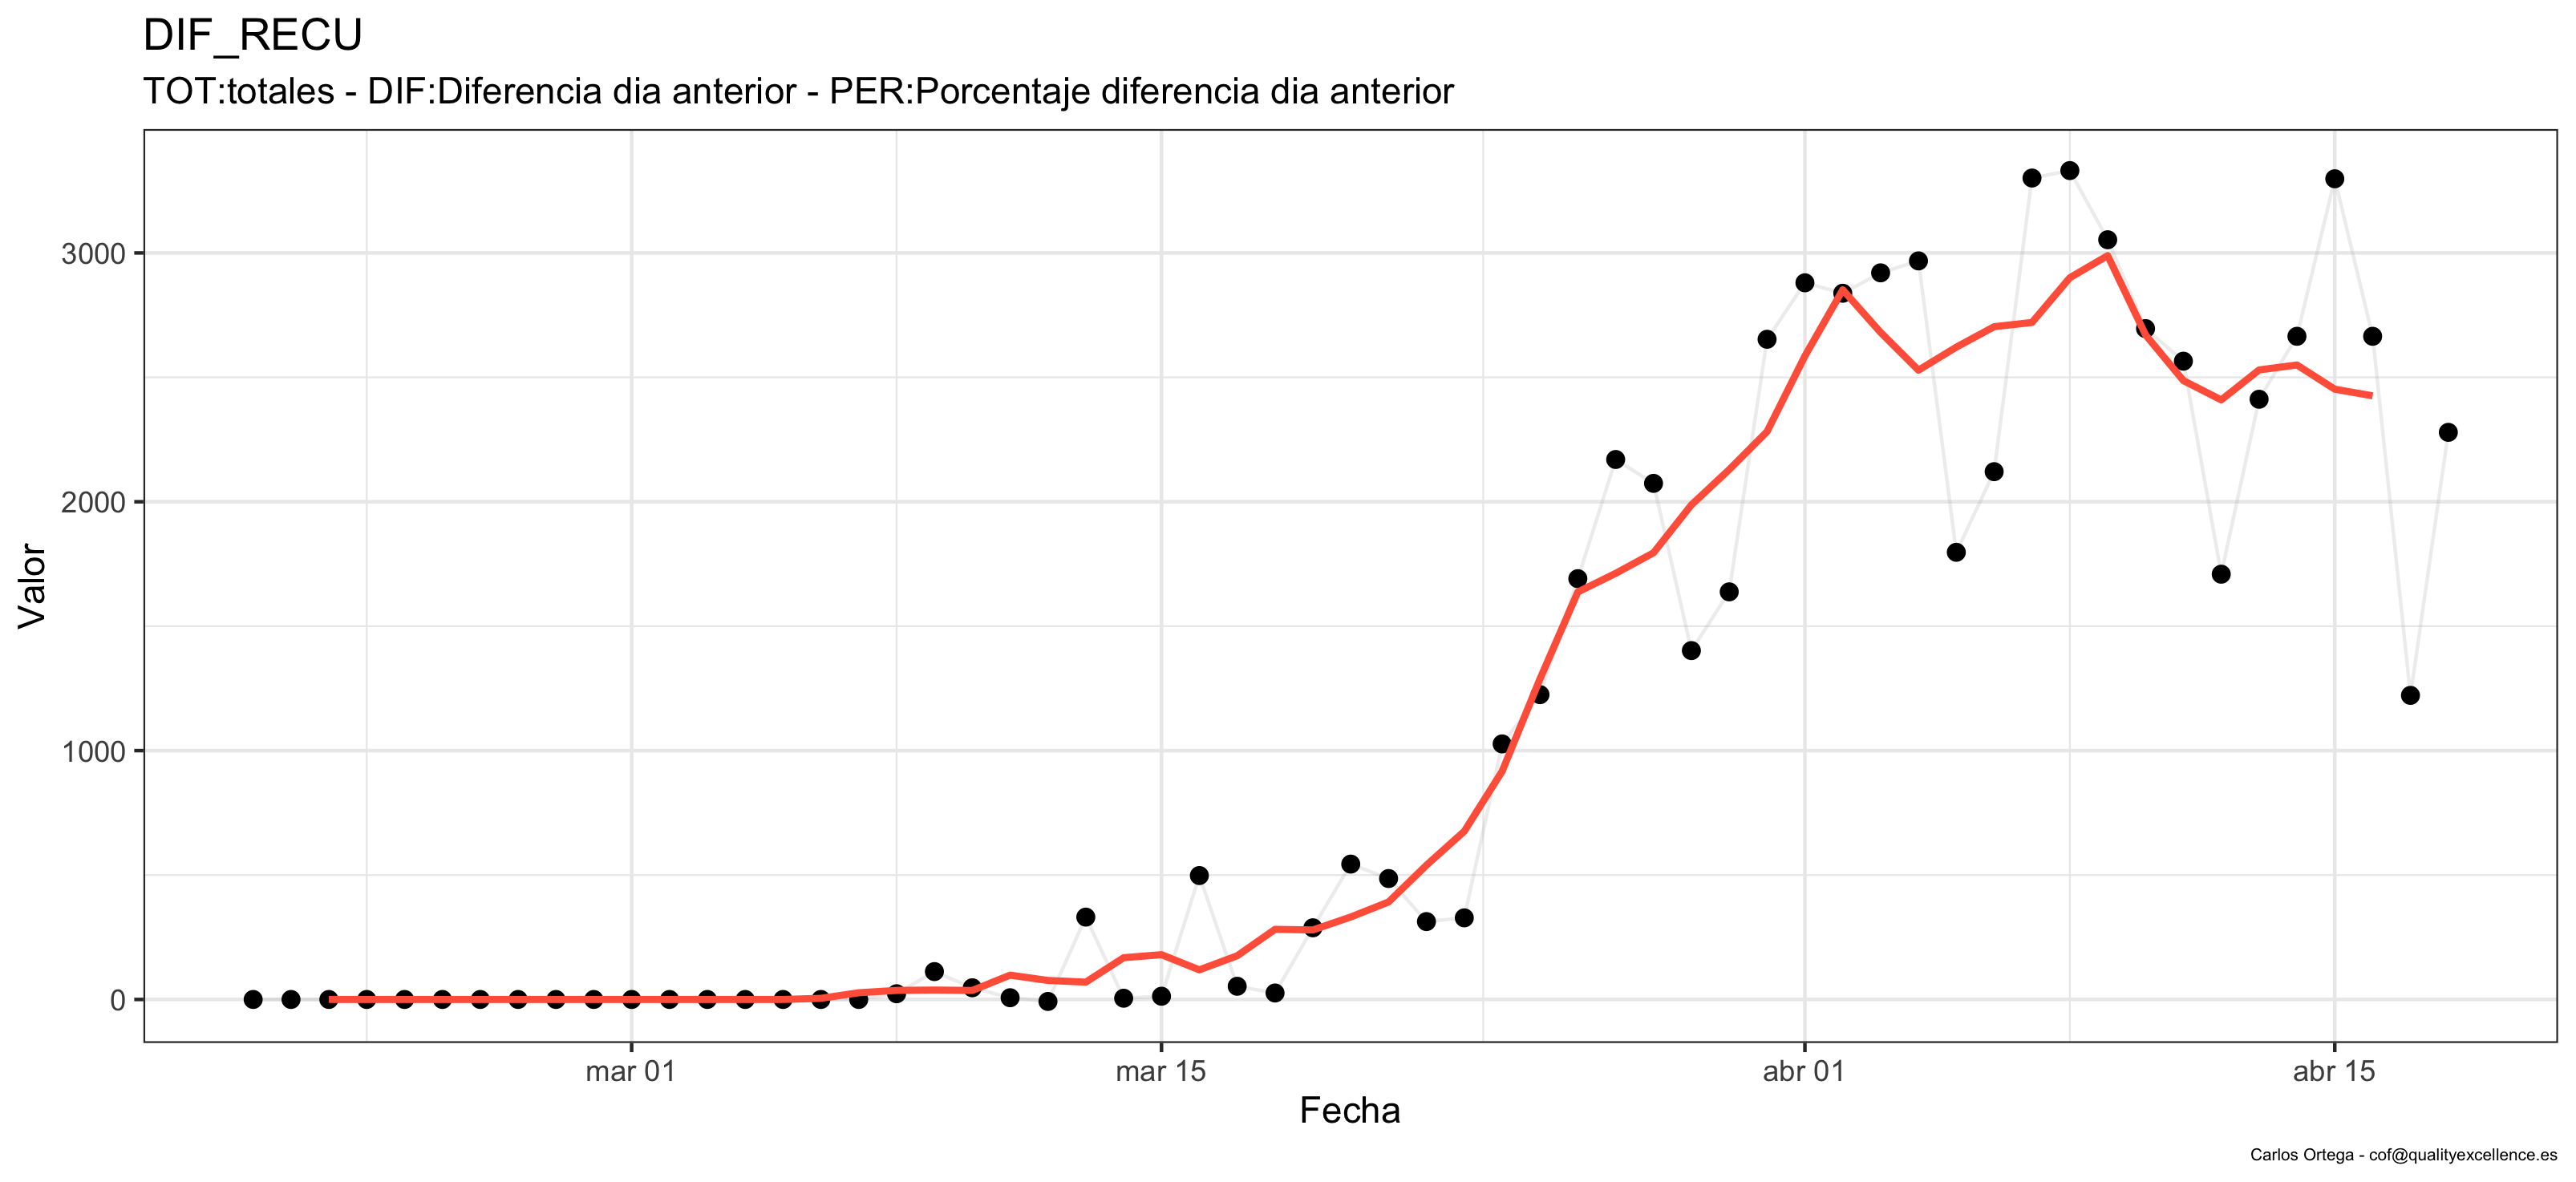 DIF_RECU
TOT:totales - DIF:Diferencia dia anterior - PER:Porcentaje diferencia dia anterior
Valor
3000
2000
1000
0
mar 01
mar 15
abr 01
abr 15
Fecha
Carlos Ortega - cof@qualityexcellence.es